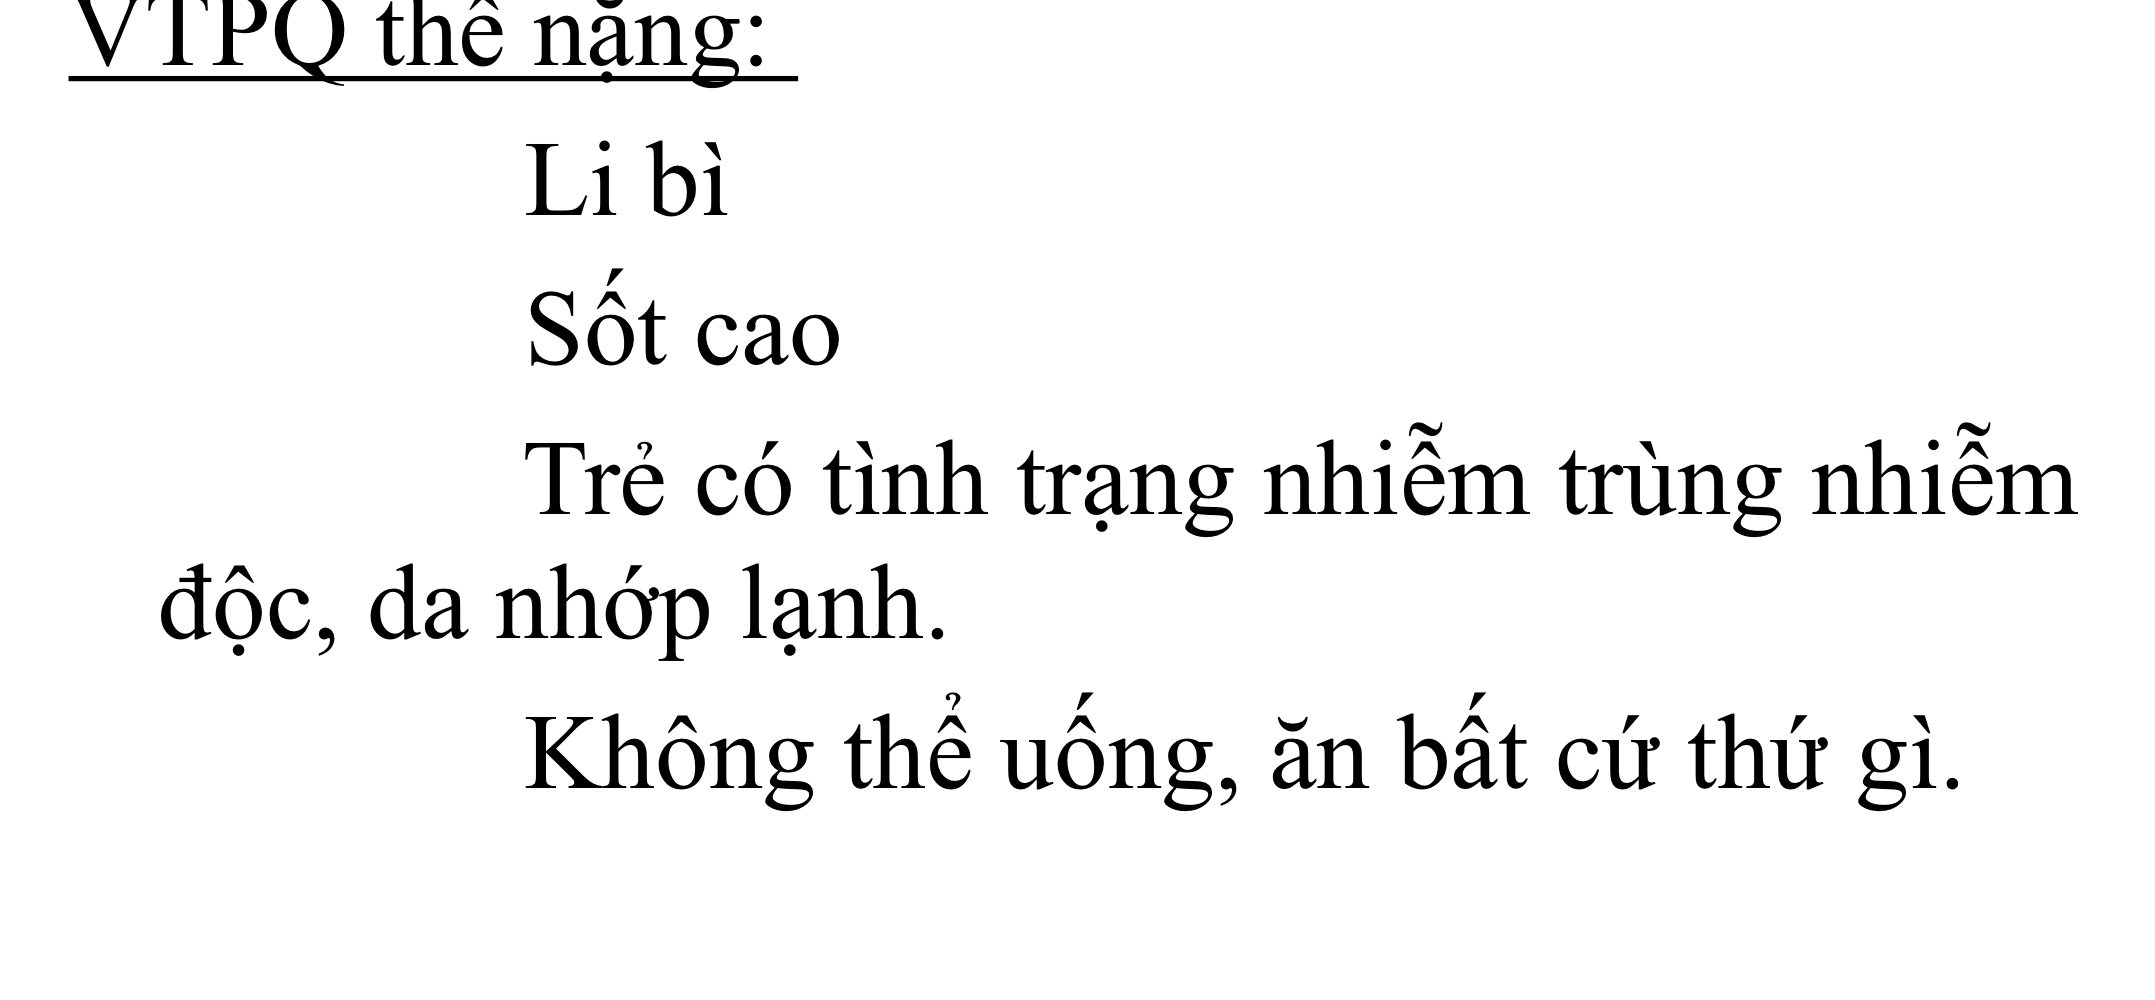 VTPQ thể nặng:
Li bì
Sốt cao
Trẻ có tình trạng nhiễm trùng nhiễm
độc, da nhớp lạnh.
Không thể uống, ăn bất cứ thứ gì.